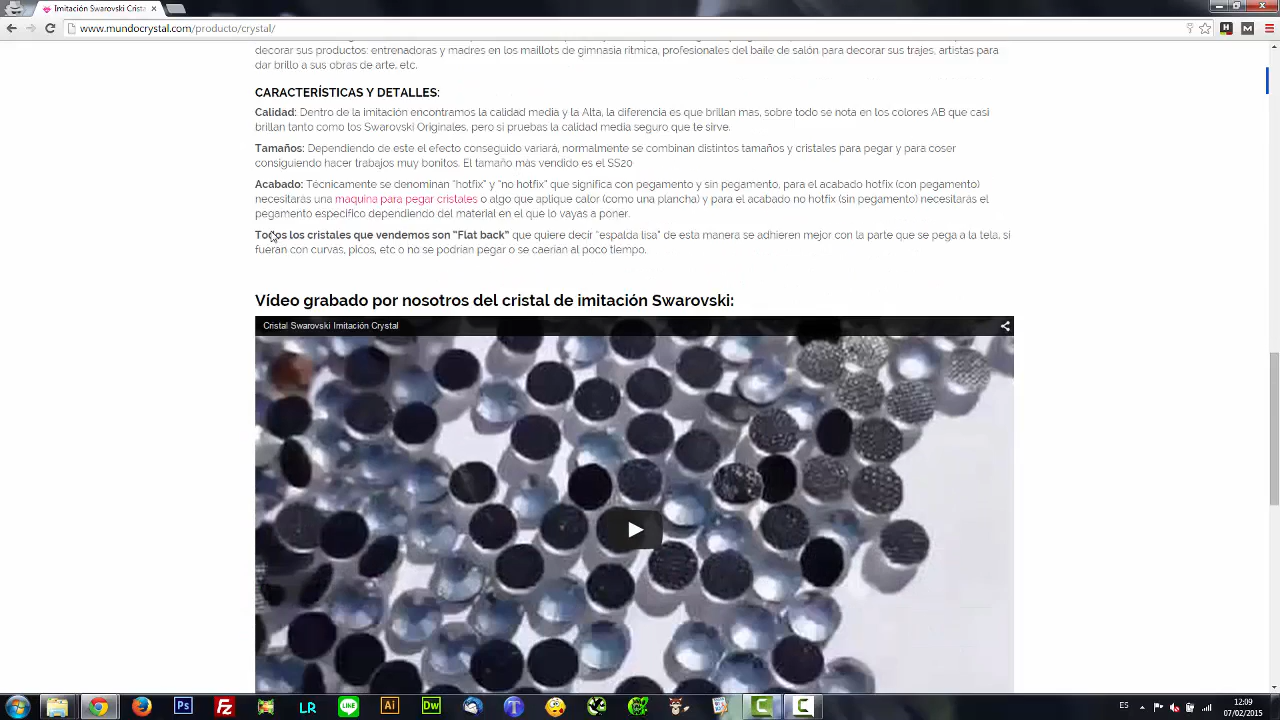 Imitación Swarovski Crista
www.mundocrystal.com/producto/crystal/
decorar sus productos: entrenadoras y madres en los maillots de gimnasia rítmica, profesionales del baile de salón para decorar sus trajes, artistas para
dar brillo a sus obras de arte, etc.
CARACTERÍSTICAS Y DETALLES:
Calidad: Dentro de la imitación encontramos la calidad media y la Alta, la diferencia es que brillan mas, sobre todo se nota en los colores AB que casi
brillan tanto como los Swarovski Originales, pero si pruebas la calidad media seguro que te sirve.
Tamaños: Dependiendo de este el efecto conseguido variará, normalmente se combinan distintos tamaños y cristales para pegar y para coser
consiguiendo hacer trabajos muy bonitos. El tamaño más vendido es el SS20
Acabado: Técnicamente se denominan "hotfix" y "no hotfix" que significa con pegamento y sin pegamento, para el acabado hotfix (con pegamento)
necesitarás una maquina para pegar cristales o algo que aplique calor (como una plancha) y para el acabado no hotfix (sin pegamento) necesitarás el
pegamento especifico dependiendo del material en el que lo vayas a poner.
Todos los cristales que vendemos son "Flat back" que quiere decir "espalda lisa" de esta manera se adhieren mejor con la parte que se pega a la tela, si
fueran con curvas, picos, etc o no se podrían pegar o se caerían al poco tiempo.
Vídeo grabado por nosotros del cristal de imitación Swarovski:
Cristal Swarovski Imitación Crystal
Ps
Fz
LR
LINE
Ai
Dw
T
ES
12:09
07/02/2015